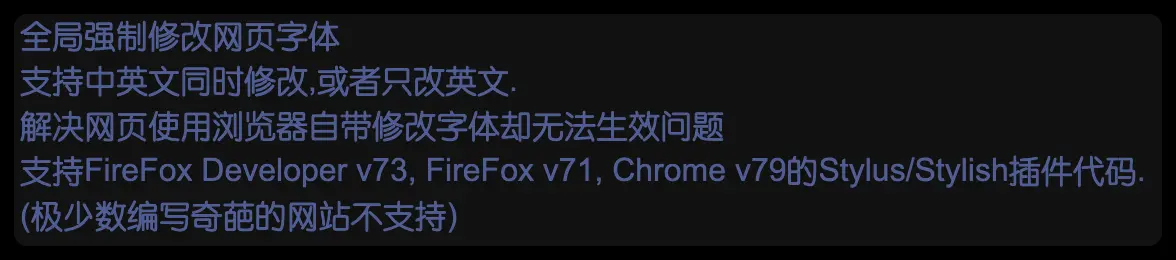 全局强制修改网页字体
支持中英文同时修改,或者只改英文.
解决网页使用浏览器自带修改字体却无法生效问题
支持FireFox Developer v73, FireFox v71, Chrome v79的Stylus/Stylish插件代码.
(极少数编写奇葩的网站不支持)